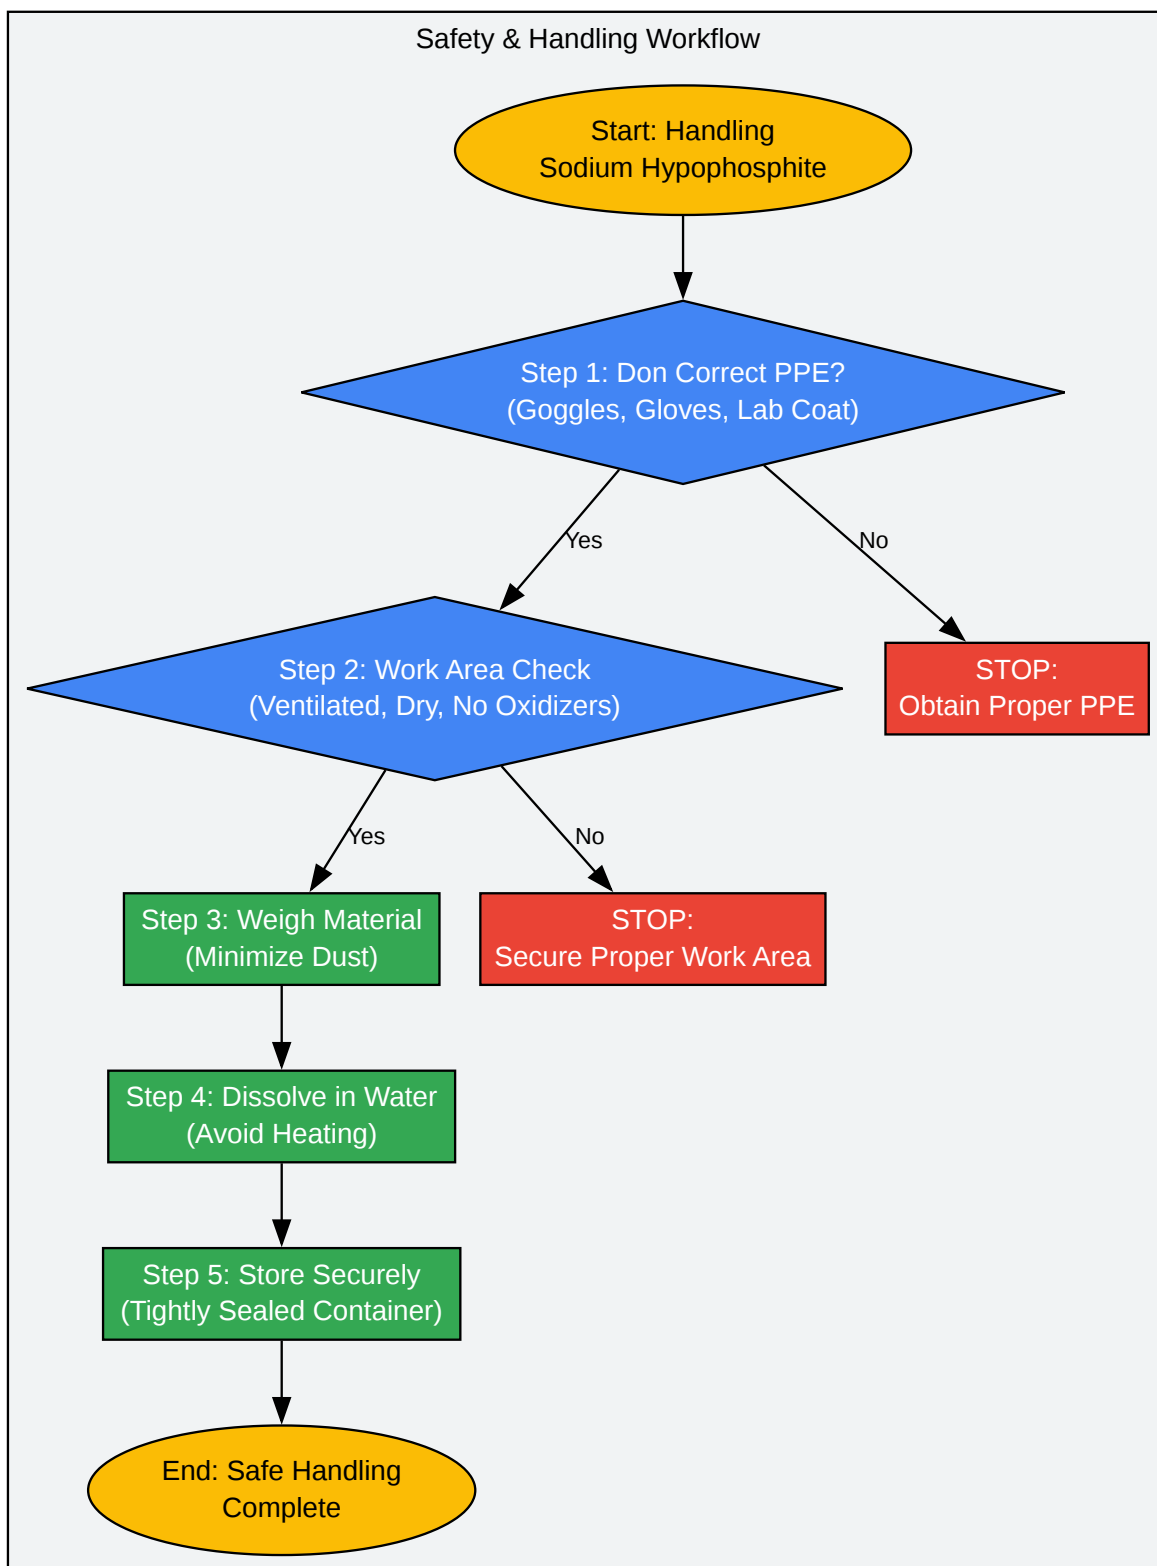 Safety & Handling Workflow
Start: Handling
Sodium Hypophosphite
Step 1: Don Correct PPE?
(Goggles, Gloves, Lab Coat)
Yes
No
Step 2: Work Area Check
(Ventilated, Dry, No Oxidizers)
STOP:
Obtain Proper PPE
Yes
No
Step 3: Weigh Material
(Minimize Dust)
STOP:
Secure Proper Work Area
Step 4: Dissolve in Water
(Avoid Heating)
Step 5: Store Securely
(Tightly Sealed Container)
End: Safe Handling
Complete